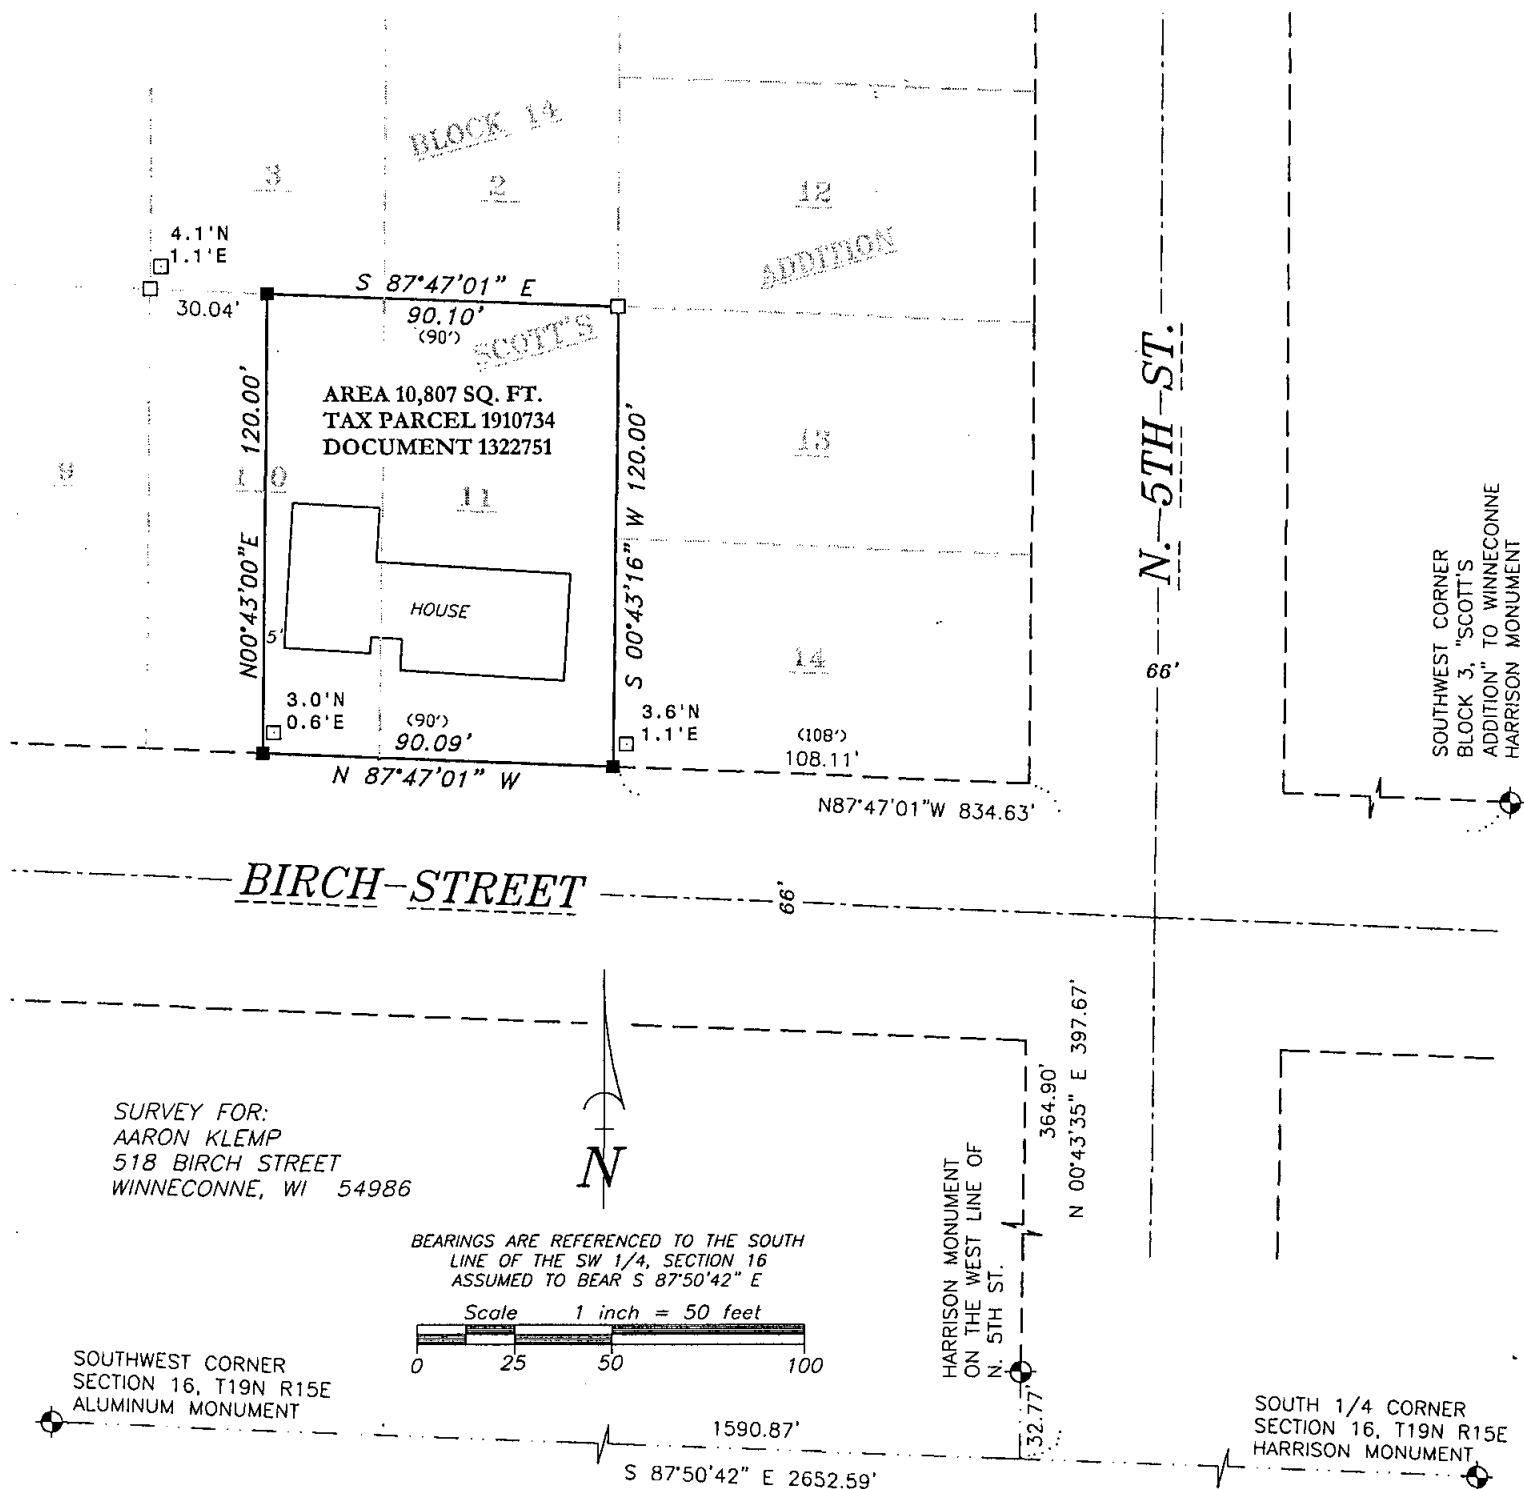 BLOCK 14
3
2
12
4.1'N
1.1'E
ADDITION
S 87°47'01" E
30.04'
90.10'
(90')
SCOTT'S
N. 5TH ST.
AREA 10,807 SQ. FT.
TAX PARCEL 1910734
DOCUMENT 1322751
N00°43'00"E 120.00'
S 00°43'16" W 120.00'
9
10
11
13
HOUSE
5'
14
66'
SOUTHWEST CORNER
BLOCK 3, "SCOTT'S
ADDITION" TO WINNECONNE
HARRISON MONUMENT
3.0'N
0.6'E
(90')
90.09'
N 87°47'01" W
3.6'N
1.1'E
(108')
108.11'
N87°47'01"W 834.63'
BIRCH STREET
66'
364.90'
N 00°43'35" E 397.67'
SURVEY FOR:
AARON KLEMP
518 BIRCH STREET
WINNECONNE, WI 54986
N
HARRISON MONUMENT
ON THE WEST LINE OF
N. 5TH ST.
BEARINGS ARE REFERENCED TO THE SOUTH
LINE OF THE SW 1/4, SECTION 16
ASSUMED TO BEAR S 87°50'42" E
Scale 1 inch = 50 feet
0 25 50 100
SOUTHWEST CORNER
SECTION 16, T19N R15E
ALUMINUM MONUMENT
1590.87'
S 87°50'42" E 2652.59'
32.77'
SOUTH 1/4 CORNER
SECTION 16, T19N R15E
HARRISON MONUMENT